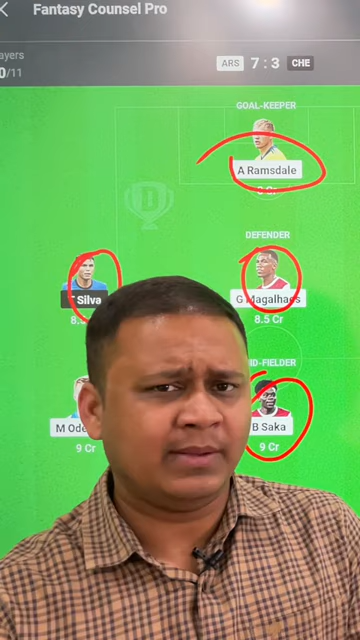 Fantasy Counsel Pro
ayers
0/11
ARS 7 : 3 CHE
GOAL-KEEPER
A Ramsdale
DEFENDER
T Silva
G Magalhaes
8.5 Cr
ID-FIELDER
M Ode
B Saka
9 Cr
9 Cr